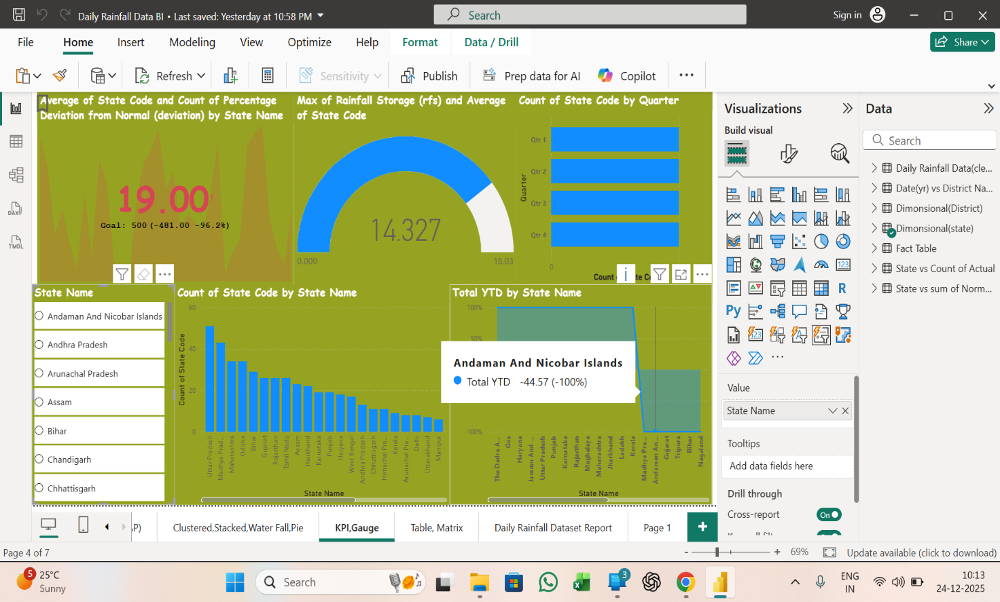 Daily Rainfall Data BI • Last saved: Yesterday at 10:58 PM
Search
Sign in
File
Home
Insert
Modeling
View
Optimize
Help
Format
Data / Drill
Share
Refresh
Sensitivity
Publish
Prep data for AI
Copilot
Average of State Code and Count of Percentage
Deviation from Normal (deviation) by State Name
19.00
Goal: 500 (-481.00 -96.2%)
Max of Rainfall Storage (rfs) and Average
of State Code
14.327
0.000
18.03
Count of State Code by Quarter
Quarter
Qtr 1
Qtr 2
Qtr 3
Qtr 4
0
State Name
Andaman And Nicobar Islands
Andhra Pradesh
Arunachal Pradesh
Assam
Bihar
Chandigarh
Chhattisgarh
Count of State Code by State Name
Count of State Code
60
40
20
0
Uttar Pradesh
Madhya Prad...
Maharashtra
Odisha
Bihar
Gujarat
Rajasthan
Tamil Nadu
Assam
Jharkhand
Karnataka
Punjab
Haryana
West Bengal
Andhra Pradesh
Chhattisgarh
Himachal Pra...
Kerala
Arunachal Pra...
Delhi
Uttarakhand
Manipur
State Name
Total YTD by State Name
100%
50%
-100%
Andaman And Nicobar Islands
Total YTD -44.57 (-100%)
The Dadra A...
Goa
Haryana
Jammu And ...
Uttar Pradesh
Punjab
Karnataka
Rajasthan
Meghalaya
Maharashtra
Jharkhand
Ladakh
Kerala
Madhya Pra...
Andaman An...
Gujarat
Tripura
Bihar
Nagaland
State Name
Visualizations
Build visual
Value
State Name
Tooltips
Add data fields here
Drill through
Cross-report
On
Data
Search
Daily Rainfall Data(cle...
Date(yr) vs District Na...
Dimonsional(District)
Dimonsional(state)
Fact Table
State vs Count of Actual
State vs sum of Norm...
Clustered,Stacked,Water Fall,Pie
KPI,Gauge
Table, Matrix
Daily Rainfall Dataset Report
Page 1
Page 4 of 7
69%
Update available (click to download)
5
25°C
Sunny
Search
3
ENG
IN
10:13
24-12-2025